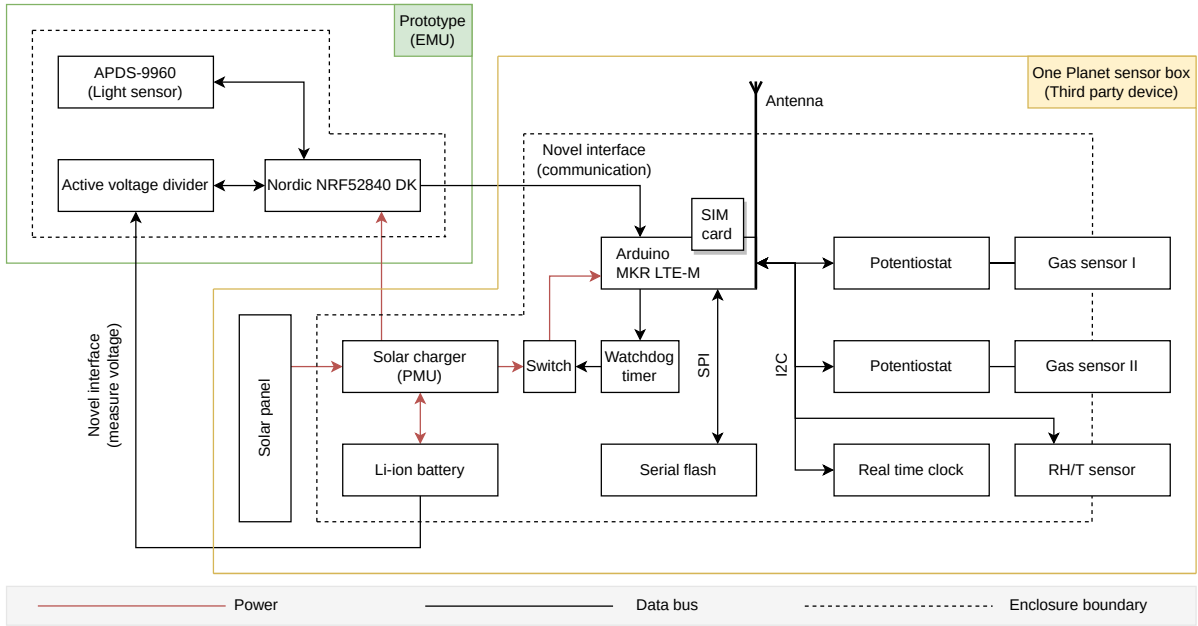 Prototype
(EMU)
APDS-9960
(Light sensor)
One Planet sensor box
(Third party device)
Antenna
Novel interface
(communication)
Active voltage divider
Nordic NRF52840 DK
SIM
card
Arduino
MKR LTE-M
Potentiostat
Gas sensor I
Novel interface
(measure voltage)
Solar panel
Solar charger
(PMU)
Switch
Watchdog
timer
SPI
I2C
Potentiostat
Gas sensor II
Li-ion battery
Serial flash
Real time clock
RH/T sensor
Power
Data bus
Enclosure boundary